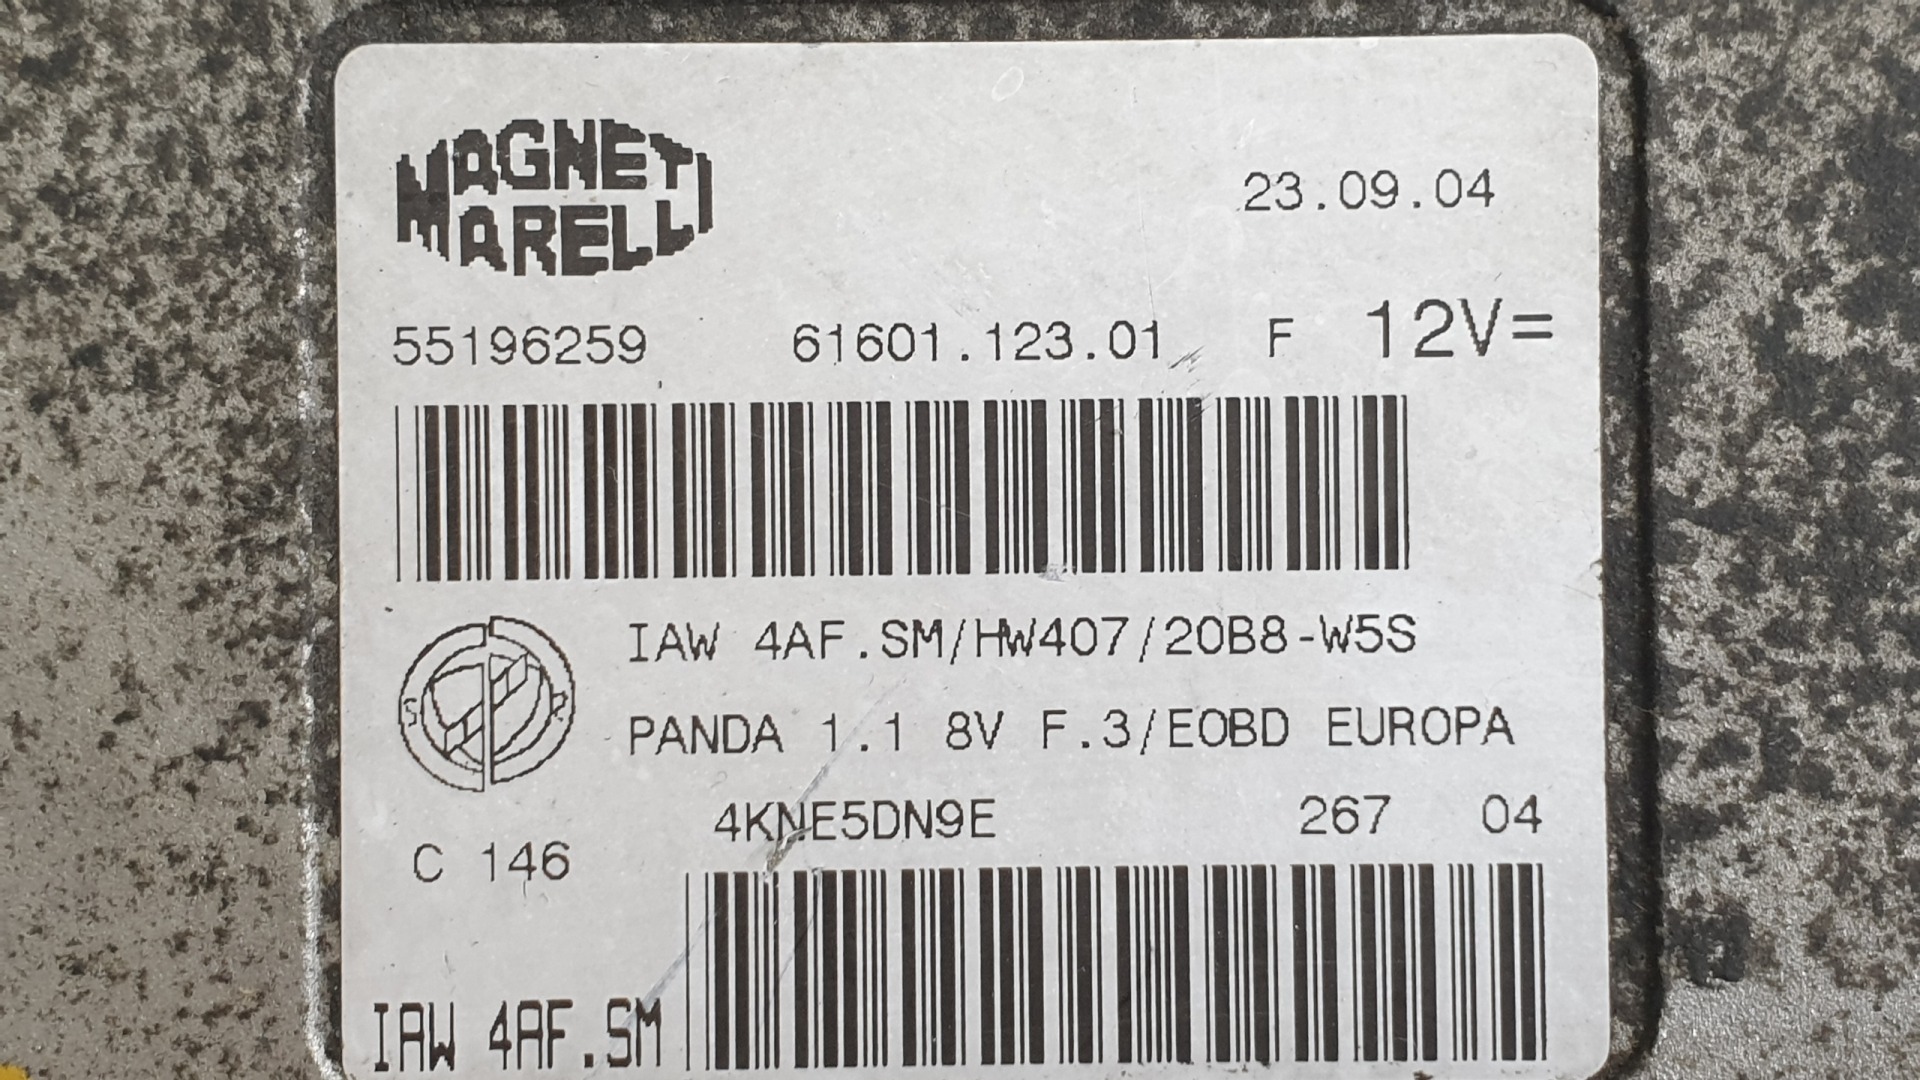 MAGNETI
MARELLI
23.09.04
55196259 61601.123.01 F 12V=
IAW 4AF.SM/HW407/20B8-W5S
PANDA 1.1 8V F.3/EOBD EUROPA
4KNE5DN9E 267 04
C 146
IAW 4AF.SM